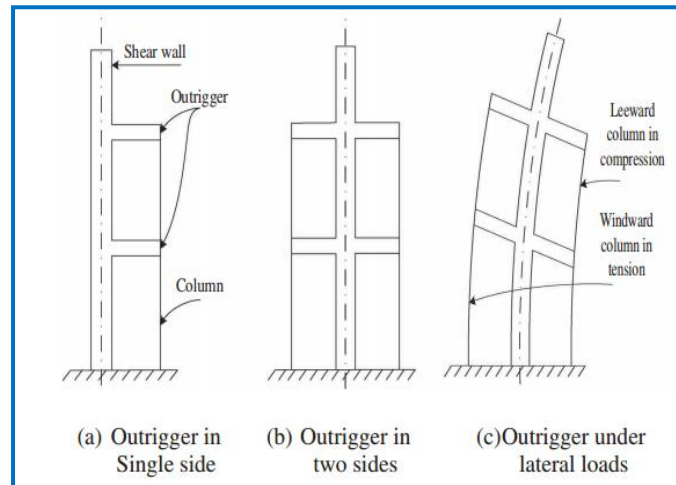 Shear wall
Outrigger
Column
Leeward
column in
compression
Windward
column in
tension
(a) Outrigger in
Single side
(b) Outrigger in
two sides
(c)Outrigger under
lateral loads